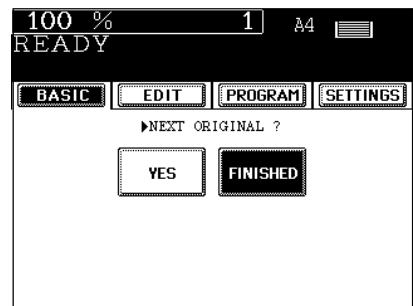 100 % 1 A4
READY
BASIC EDIT PROGRAM SETTINGS
▶NEXT ORIGINAL ?
YES FINISHED